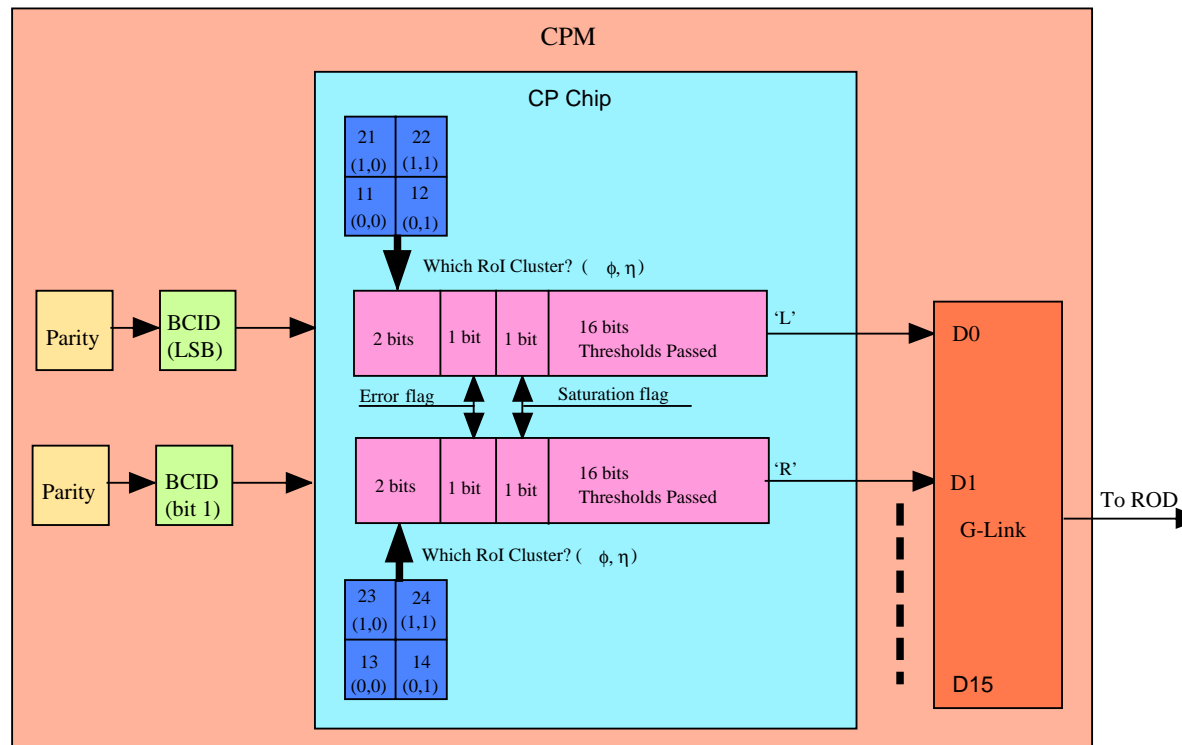 CPM
CP Chip
21
22
(1,0)
(1,1)
11
12
(0,0)
(0,1)
Which RoI Cluster? ( ϕ, η)
Parity
BCID
(LSB)
2 bits
1 bit
1 bit
16 bits
Thresholds Passed
‘L’
D0
Error flag
Saturation flag
Parity
BCID
(bit 1)
2 bits
1 bit
1 bit
16 bits
Thresholds Passed
‘R’
D1
G-Link
To ROD
Which RoI Cluster? ( ϕ, η)
23
24
(1,0)
(1,1)
13
14
(0,0)
(0,1)
D15